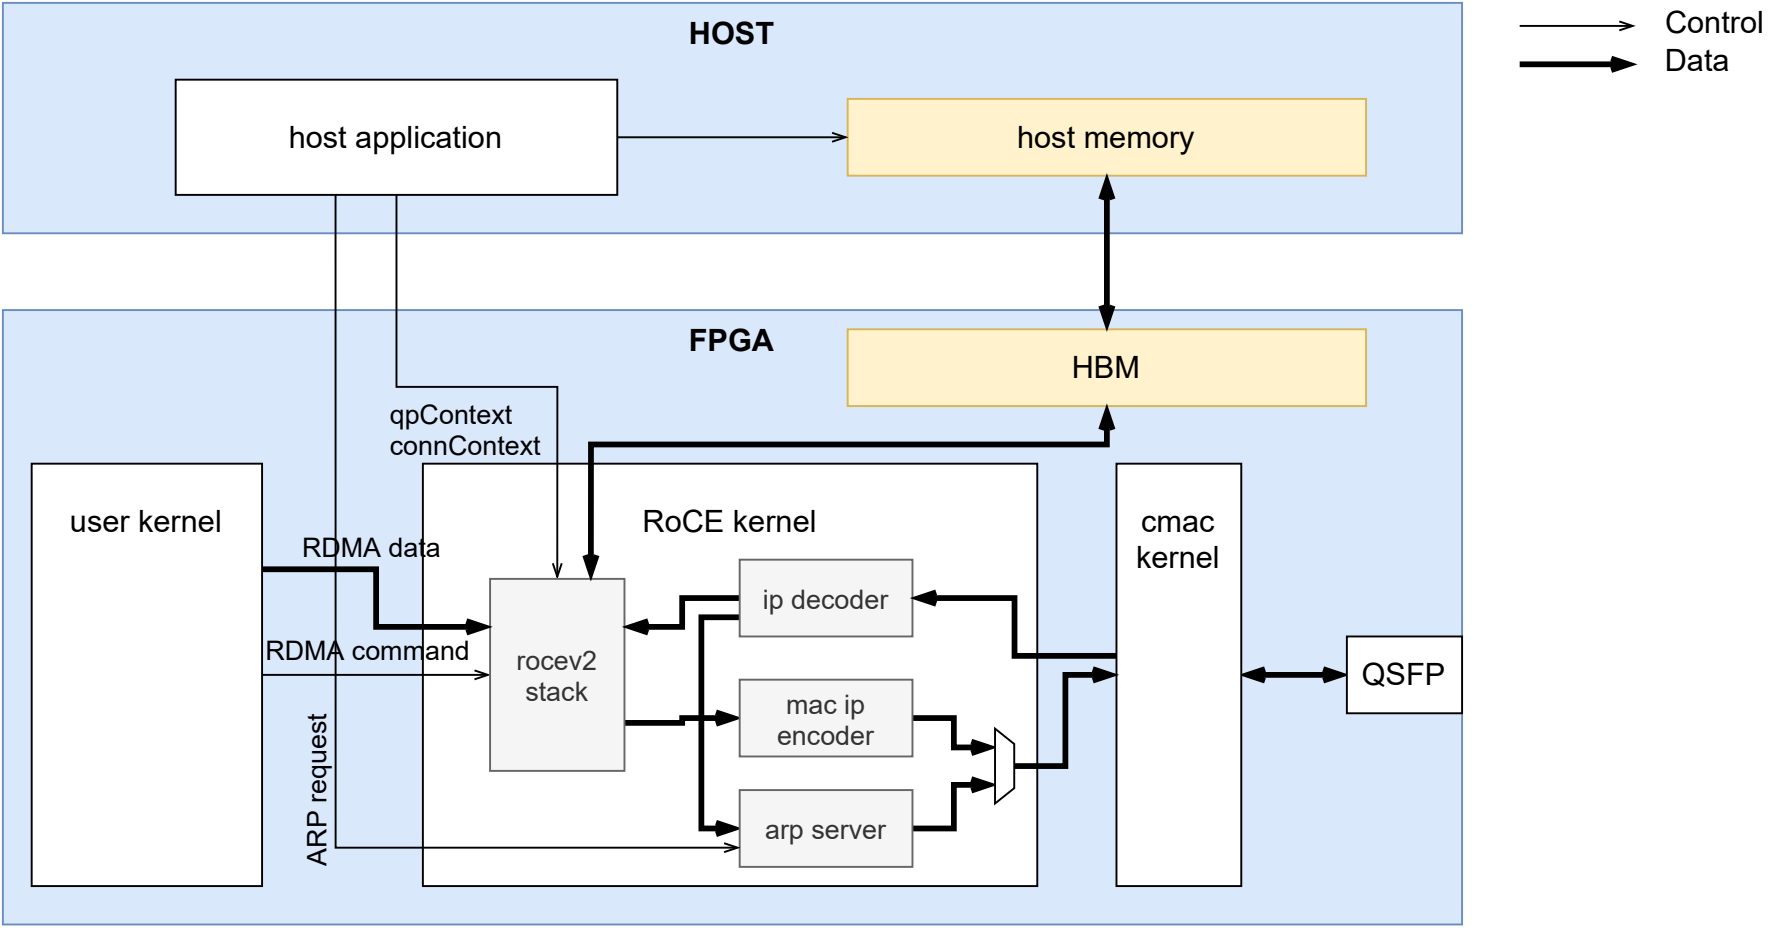 HOST
Control
Data
host application
host memory
FPGA
HBM
qpContext
connContext
user kernel
RoCE kernel
cmac
kernel
RDMA data
ip decoder
RDMA command
rocev2
stack
QSFP
mac ip
encoder
ARP request
arp server